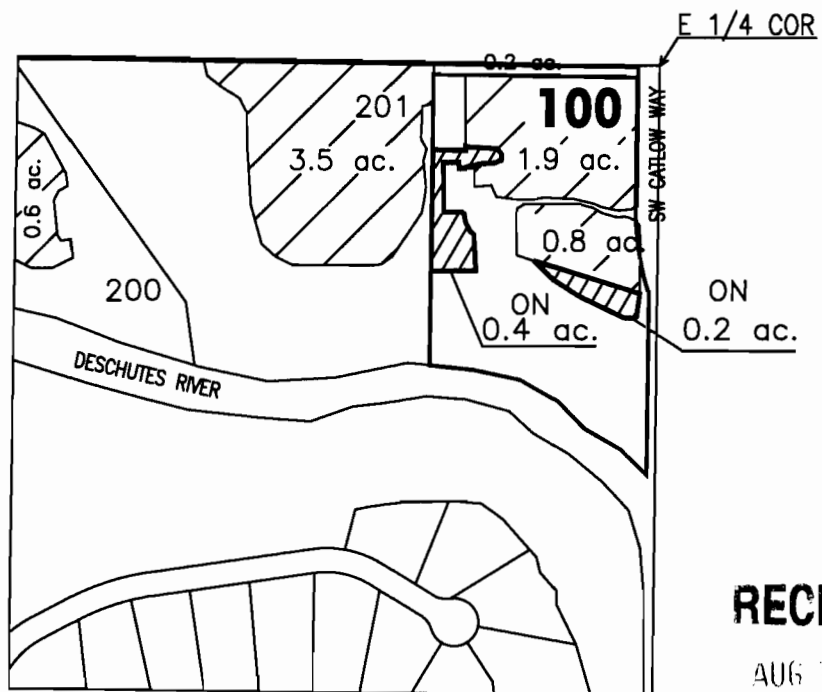 E 1/4 COR
0.2 ac.
201
100
3.5 ac.
1.9 ac.
SW CATLOW WAY
0.6 ac.
0.8 ac.
200
ON
0.4 ac.
ON
0.2 ac.
DESCHUTES RIVER
AUG